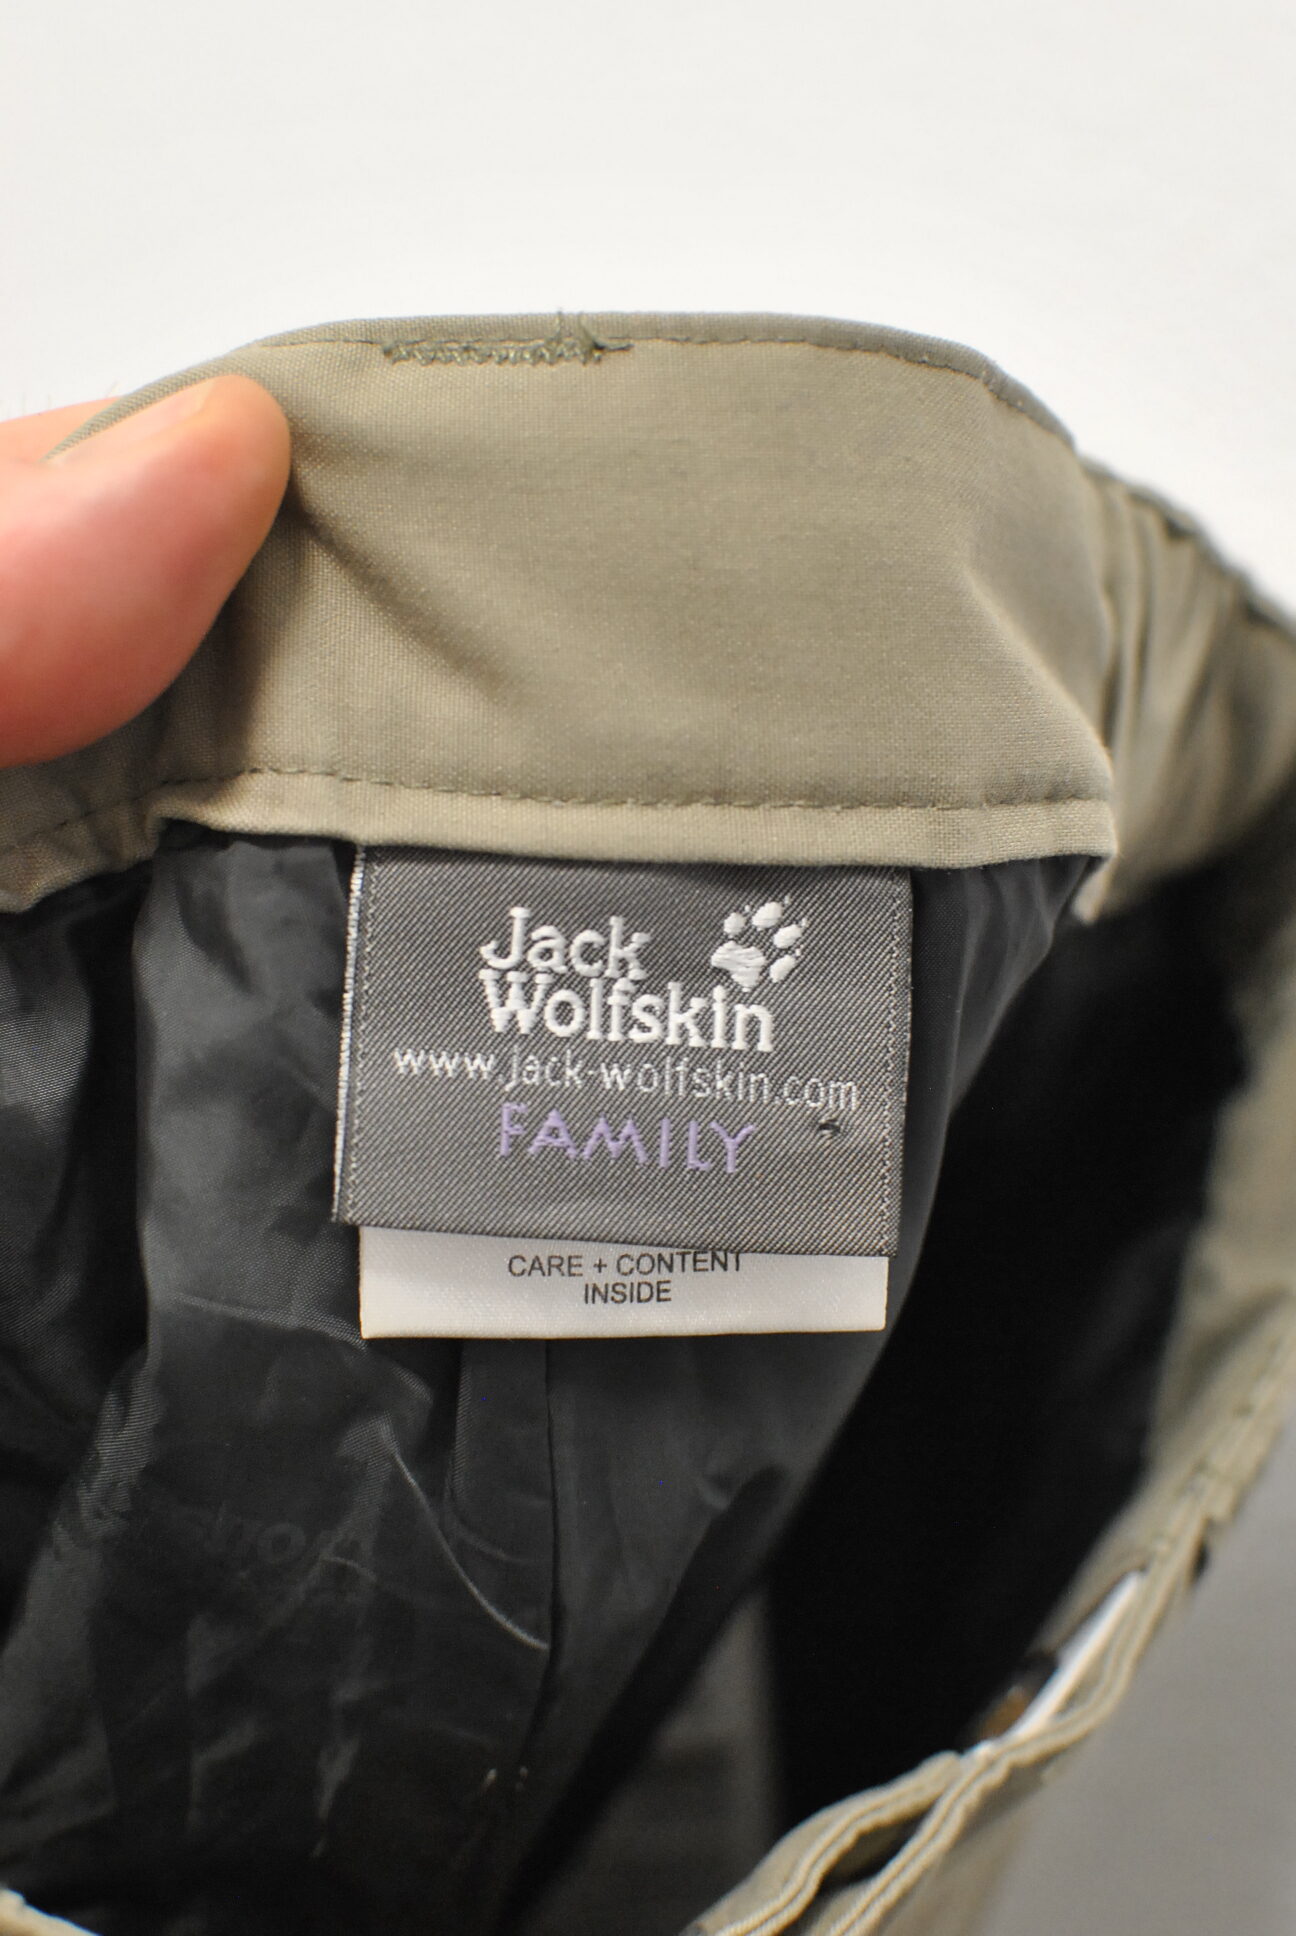 Jack
Wolfskin
www.jack-wolfskin.com
FAMILY
CARE + CONTENT
INSIDE